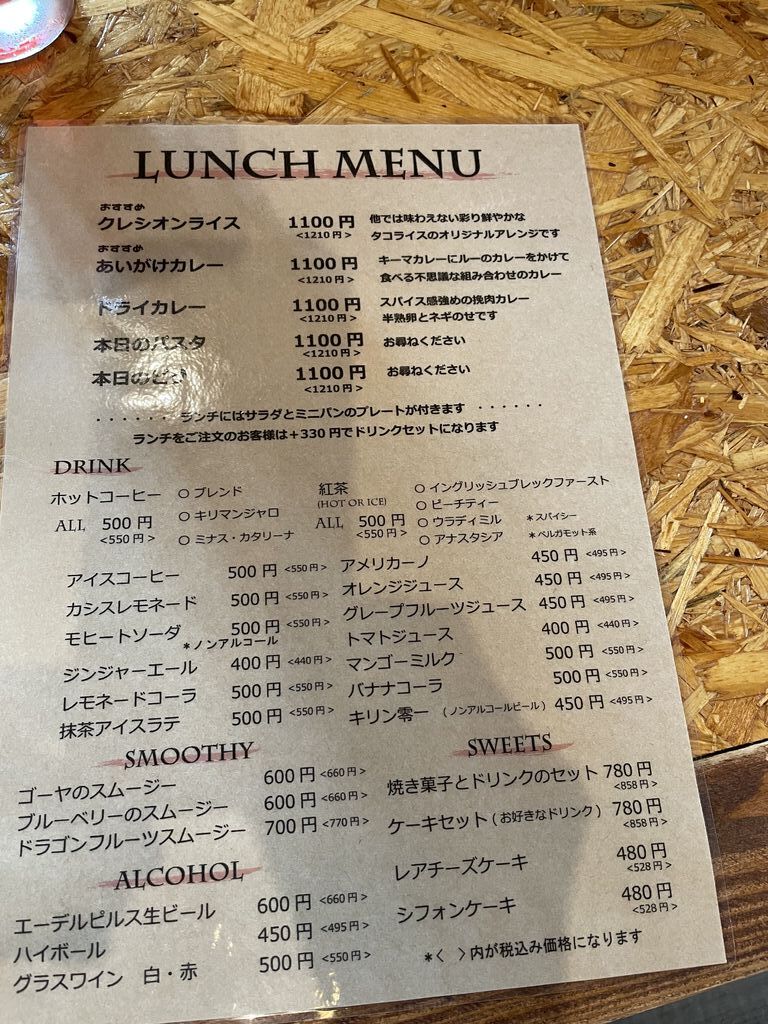 LUNCH MENU
おすすめ
クレシオンライス 1100円 <1210円> 他では味わえない彩り鮮やかな
タコライスのオリジナルアレンジです
おすすめ
あいがけカレー 1100円 <1210円> キーマカレーにルーのカレーをかけて
食べる不思議な組み合わせのカレー
ドライカレー 1100円 <1210円> スパイス感強めの挽肉カレー
半熟卵とネギのせです
本日のパスタ 1100円 <1210円> お尋ねください
本日のピザ 1100円 <1210円> お尋ねください
・・・・・・ ランチにはサラダとミニパンのプレートが付きます ・・・・・・
ランチをご注文のお客様は+330円でドリンクセットになります
DRINK
ホットコーヒー
ALL 500円 <550円>
○ ブレンド
○ キリマンジャロ
○ ミナス・カタリーナ
紅茶
(HOT OR ICE)
ALL 500円 <550円>
○ イングリッシュブレックファースト
○ ピーチティー
○ ウラディミル *スパイシー
○ アナスタシア *ベルガモット系
アイスコーヒー 500円 <550円>
カシスレモネード 500円 <550円>
モヒートソーダ 500円 <550円>
*ノンアルコール
ジンジャーエール 400円 <440円>
レモネードコーラ 500円 <550円>
抹茶アイスラテ 500円 <550円>
アメリカーノ 450円 <495円>
オレンジジュース 450円 <495円>
グレープフルーツジュース 450円 <495円>
トマトジュース 400円 <440円>
マンゴーミルク 500円 <550円>
バナナコーラ 500円 <550円>
キリン零一 (ノンアルコールビール) 450円 <495円>
SMOOTHY
ゴーヤのスムージー 600円 <660円>
ブルーベリーのスムージー 600円 <660円>
ドラゴンフルーツスムージー 700円 <770円>
ALCOHOL
エーデルピルス生ビール 600円 <660円>
ハイボール 450円 <495円>
グラスワイン 白・赤 500円 <550円>
SWEETS
焼き菓子とドリンクのセット 780円 <858円>
ケーキセット(お好きなドリンク) 780円 <858円>
レアチーズケーキ 480円 <528円>
シフォンケーキ 480円 <528円>
*< >内が税込み価格になります